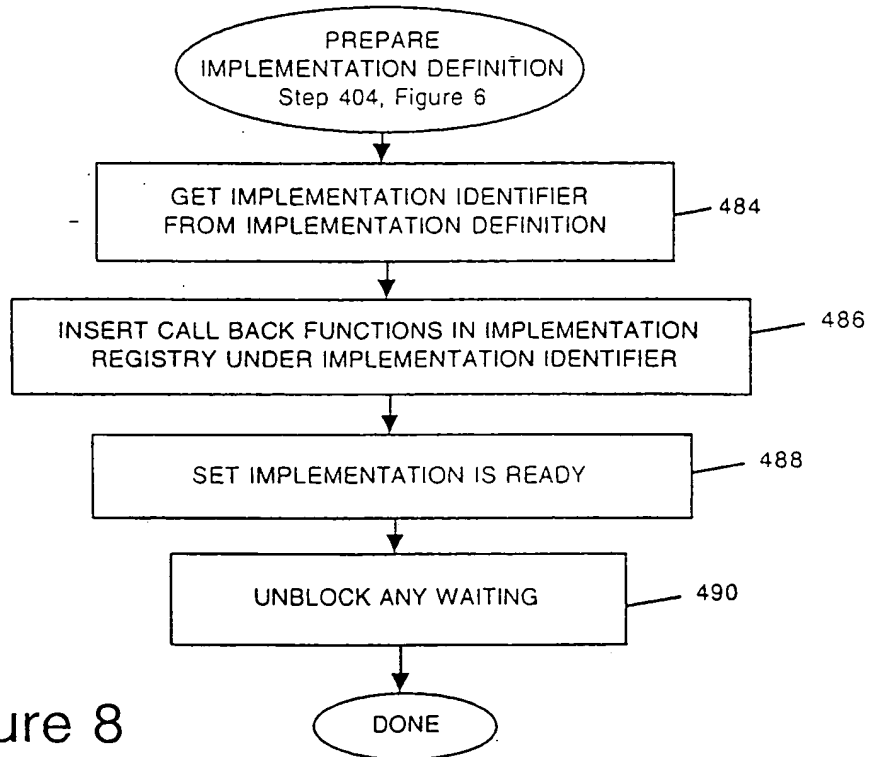 PREPARE
IMPLEMENTATION DEFINITION
Step 404, Figure 6
GET IMPLEMENTATION IDENTIFIER
FROM IMPLEMENTATION DEFINITION
484
INSERT CALL BACK FUNCTIONS IN IMPLEMENTATION
REGISTRY UNDER IMPLEMENTATION IDENTIFIER
486
SET IMPLEMENTATION IS READY
488
UNBLOCK ANY WAITING
490
DONE
ure 8